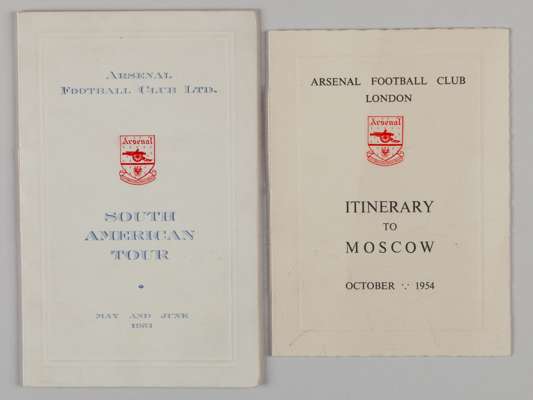 ARSENAL
FOOTBALL CLUB LTD.
Arsenal
SOUTH
AMERICAN
TOUR
MAY AND JUNE
ARSENAL FOOTBALL CLUB
LONDON
Arsenal
ITINERARY
TO
MOSCOW
OCTOBER 1954